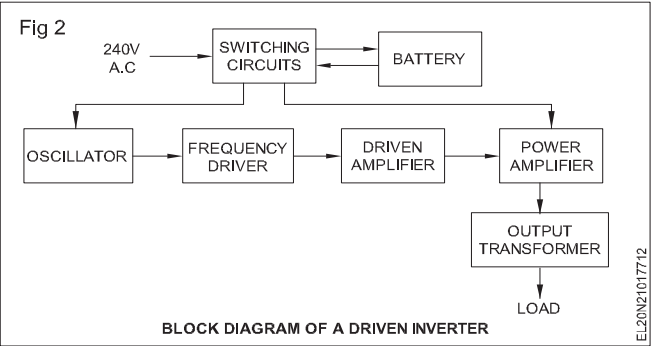 Fig 2
240V
A.C
SWITCHING
CIRCUITS
BATTERY
OSCILLATOR
FREQUENCY
DRIVER
DRIVEN
AMPLIFIER
POWER
AMPLIFIER
OUTPUT
TRANSFORMER
LOAD
BLOCK DIAGRAM OF A DRIVEN INVERTER
EL20N21017712